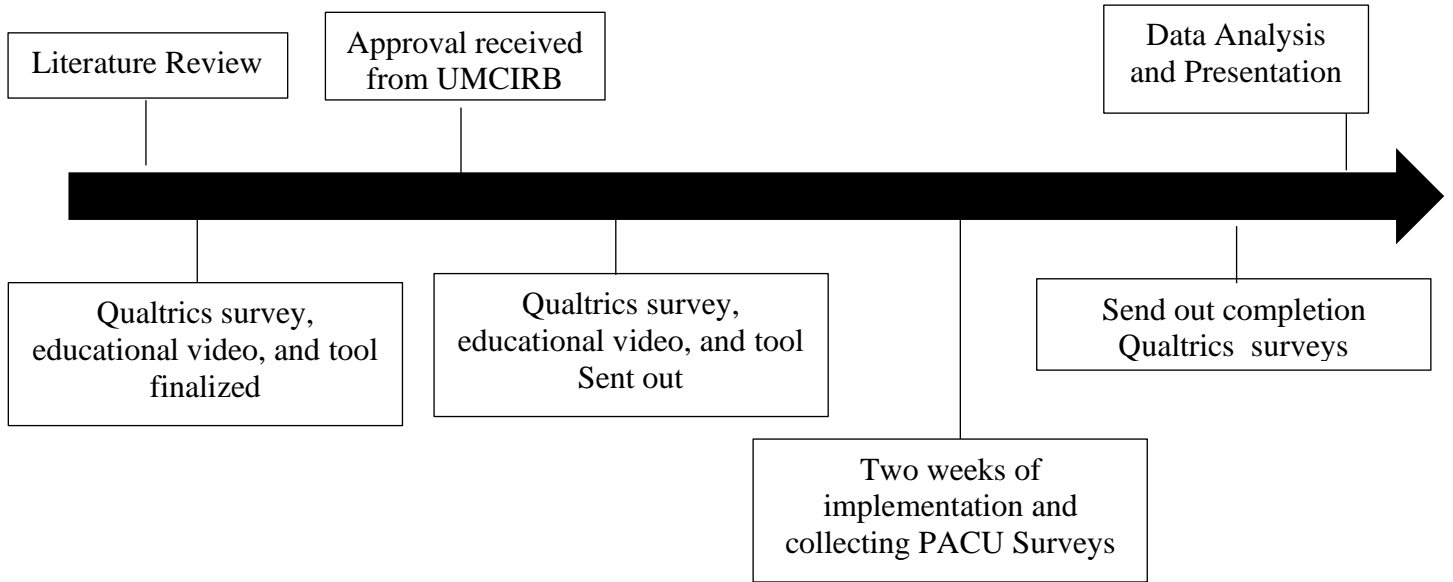 Literature Review
Approval received
from UMCIRB
Data Analysis
and Presentation
Qualtrics survey,
educational video, and tool
finalized
Qualtrics survey,
educational video, and tool
Sent out
Send out completion
Qualtrics surveys
Two weeks of
implementation and
collecting PACU Surveys